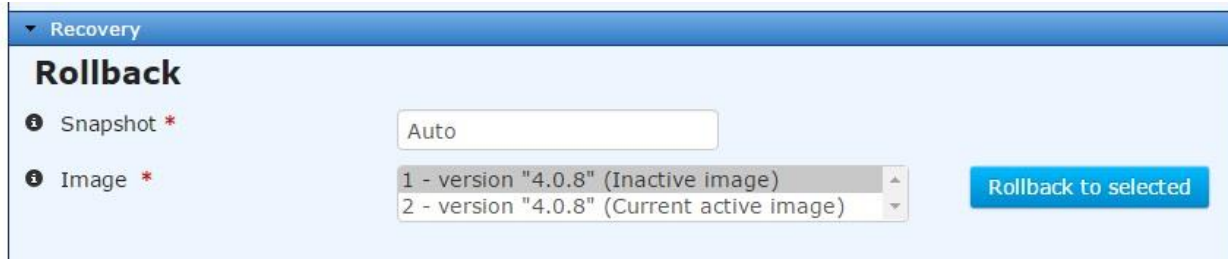 Recovery
Rollback
Snapshot *
Auto
Image *
1 - version "4.0.8" (Inactive image)
2 - version "4.0.8" (Current active image)
Rollback to selected